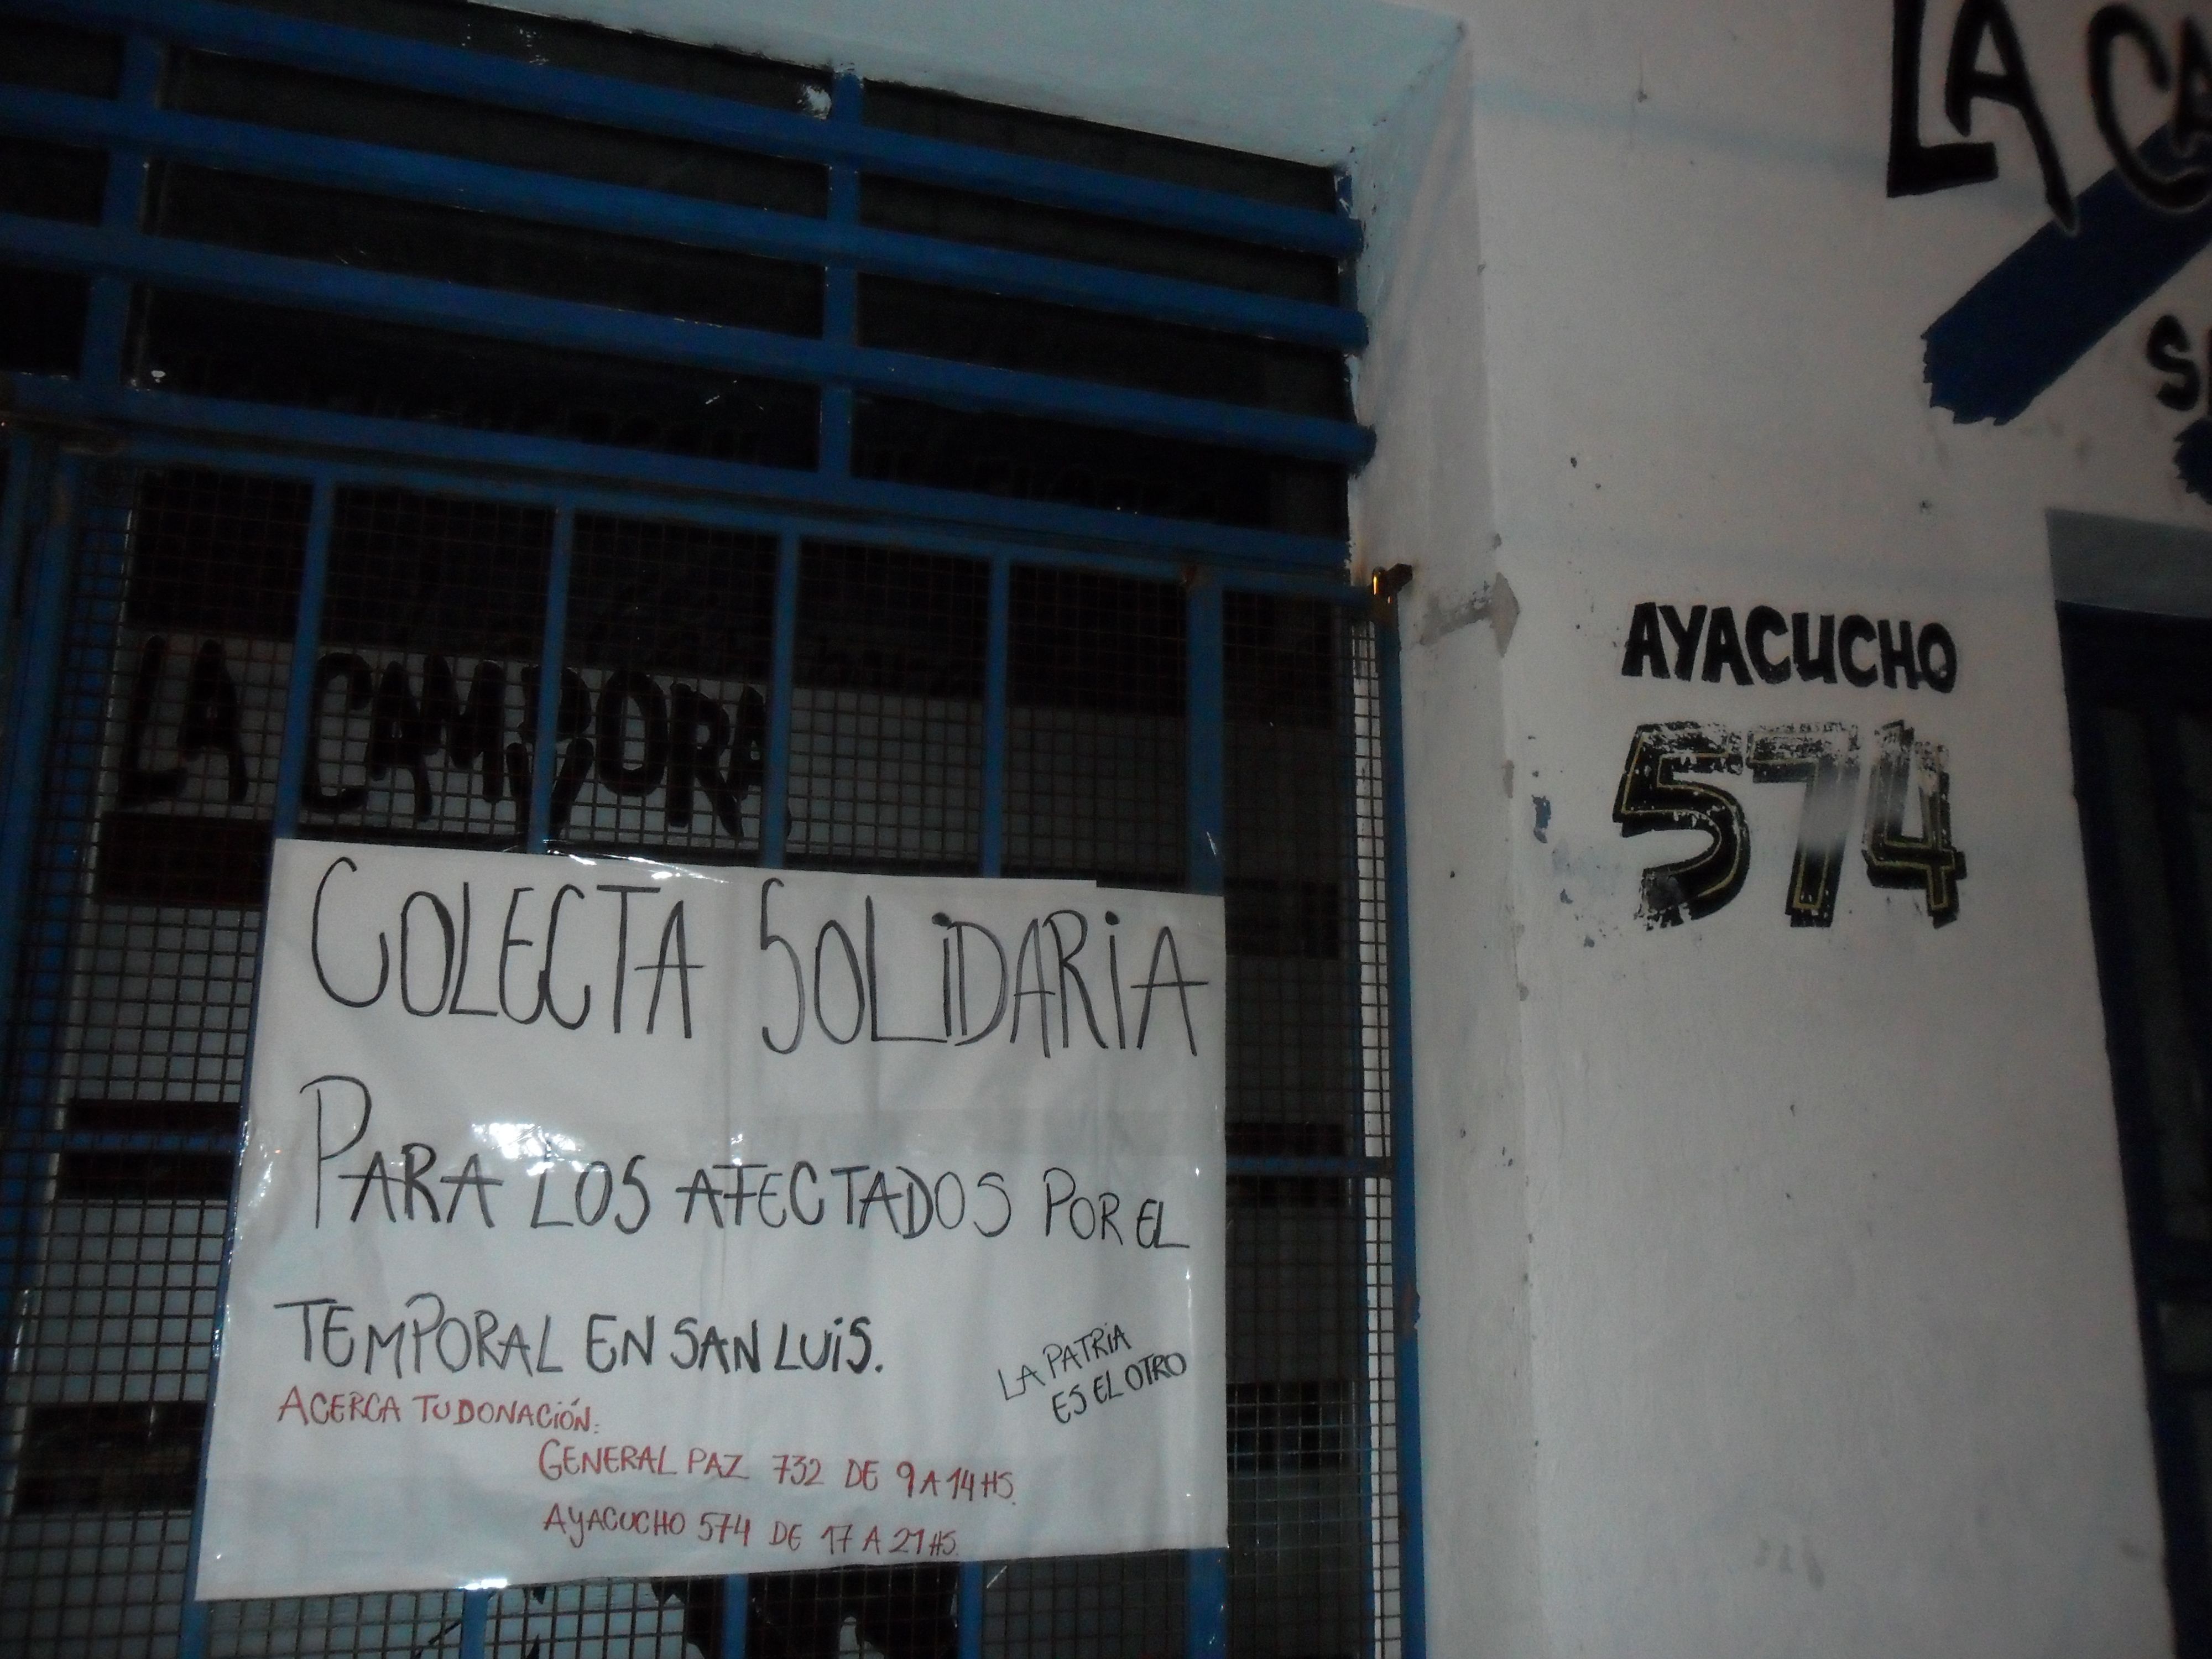 LA CA
S
AYACUCHO
574
LA CAMPORA
COLECTA SOLIDARIA
PARA LOS AFECTADOS POR EL
TEMPORAL EN SAN LUIS.
LA PATRIA
ES EL OTRO
ACERCA TU DONACIÓN:
GENERAL PAZ 732 DE 9 A 14 HS.
AYACUCHO 574 DE 17 A 21 HS.